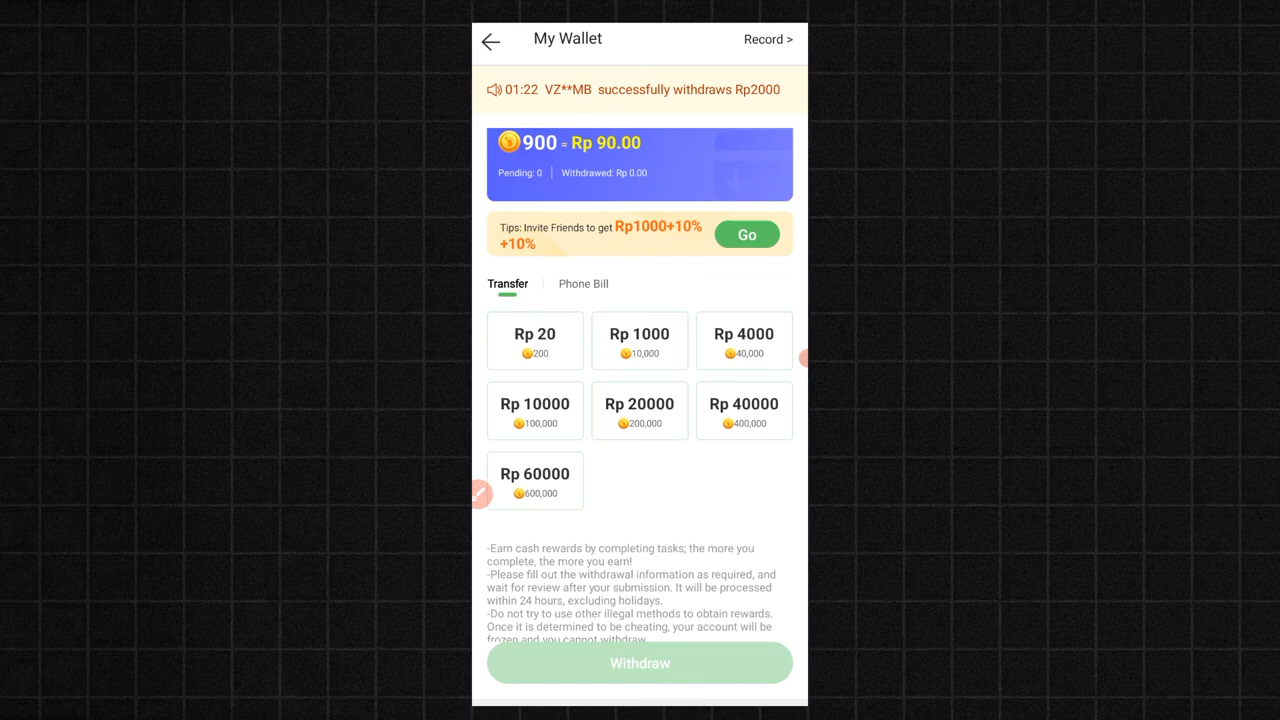 My Wallet
Record >
01:22 VZ**MB successfully withdraws Rp2000
900 ≈ Rp 90.00
Pending: 0
Withdrawed: Rp 0.00
Tips: Invite Friends to get Rp1000+10%
+10%
Go
Transfer
Phone Bill
Rp 20
200
Rp 1000
10,000
Rp 4000
40,000
Rp 10000
100,000
Rp 20000
200,000
Rp 40000
400,000
Rp 60000
600,000
-Earn cash rewards by completing tasks; the more you
complete, the more you earn!
-Please fill out the withdrawal information as required, and
wait for review after your submission. It will be processed
within 24 hours, excluding holidays.
-Do not try to use other illegal methods to obtain rewards.
Once it is determined to be cheating, your account will be
frozen and you cannot withdraw.
Withdraw